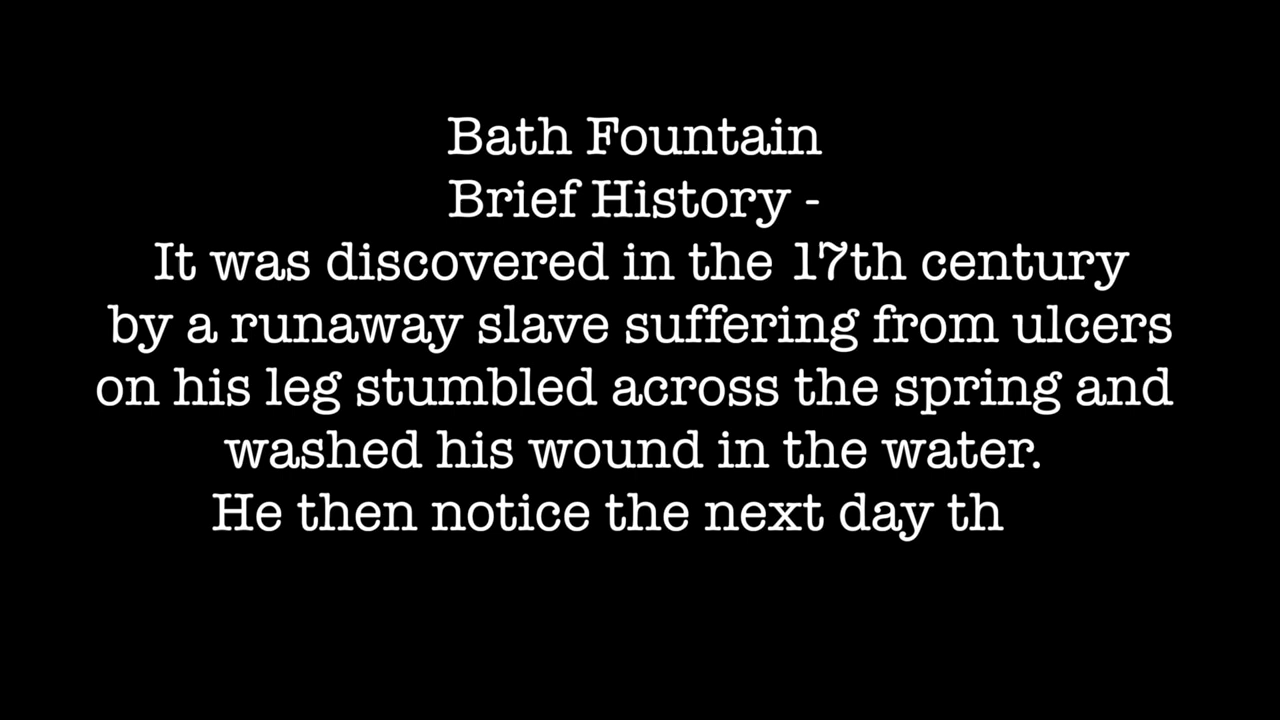 Bath Fountain
Brief History -
It was discovered in the 17th century
by a runaway slave suffering from ulcers
on his leg stumbled across the spring and
washed his wound in the water.
He then notice the next day th